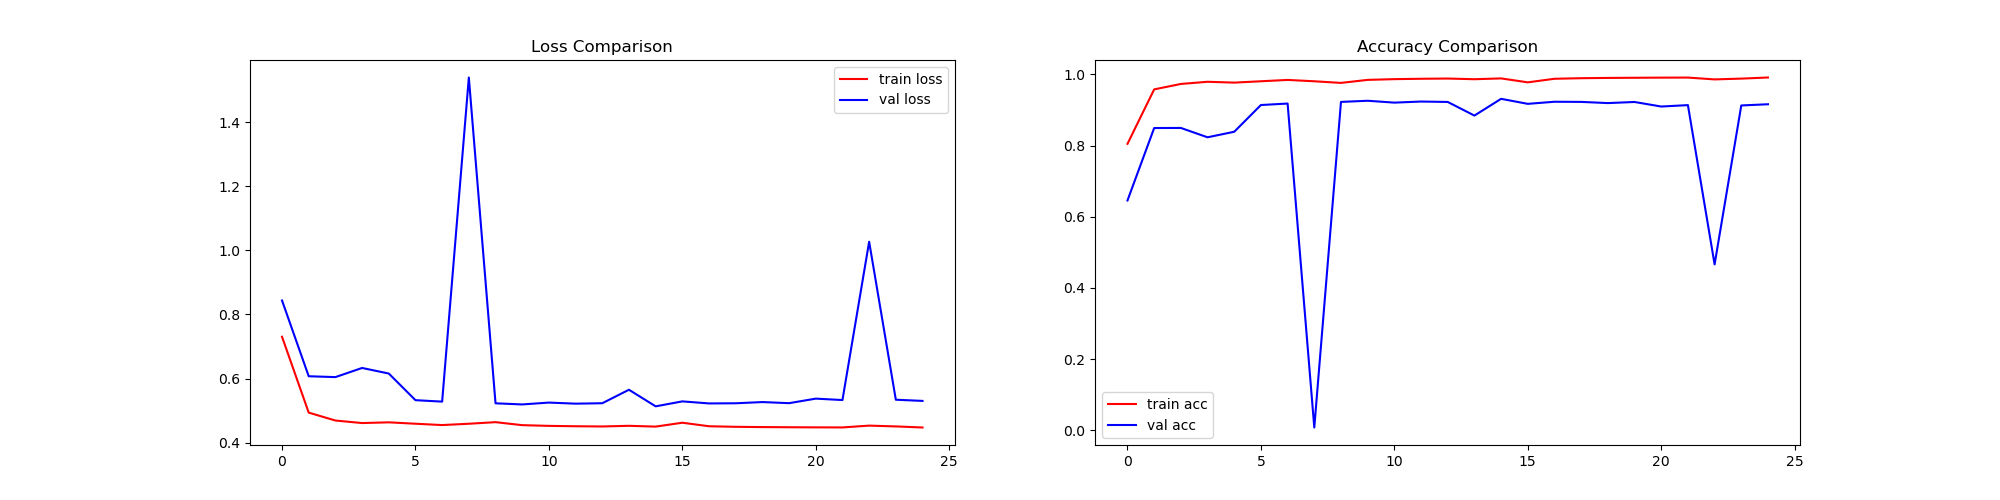 Loss Comparison
train loss
val loss
1.4
1.2
1.0
0.8
0.6
0.4
0 5 10 15 20 25
Accuracy Comparison
1.0
0.8
0.6
0.4
0.2
0.0
train acc
val acc
0 5 10 15 20 25